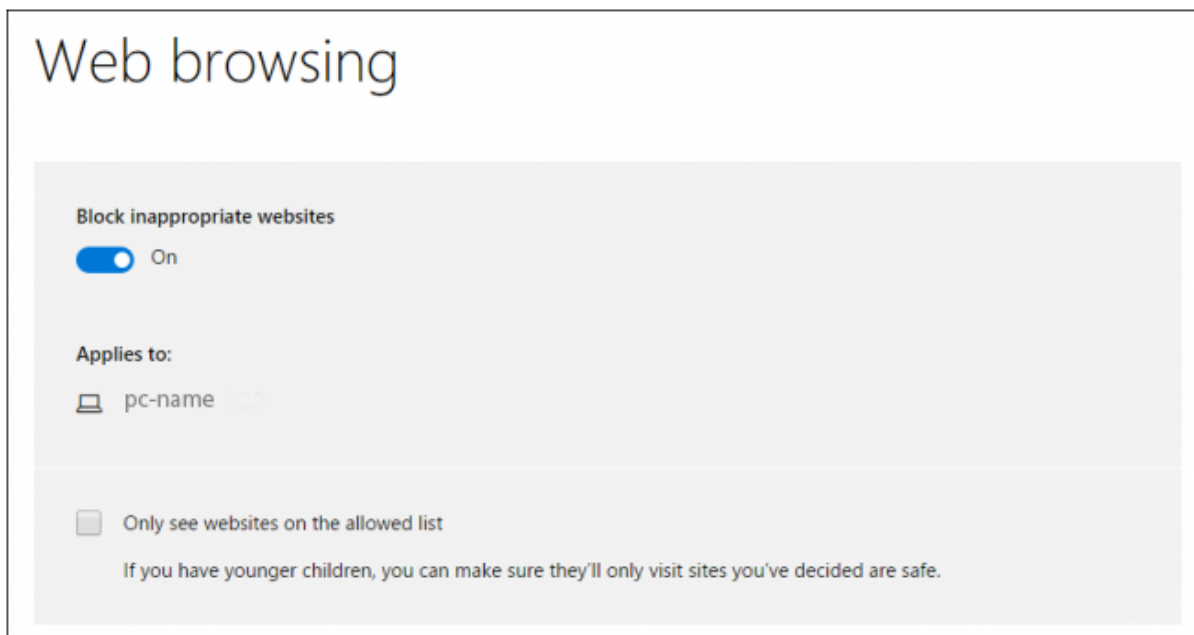 Web browsing
Block inappropriate websites
On
Applies to:
pc-name
Only see websites on the allowed list
If you have younger children, you can make sure they'll only visit sites you've decided are safe.